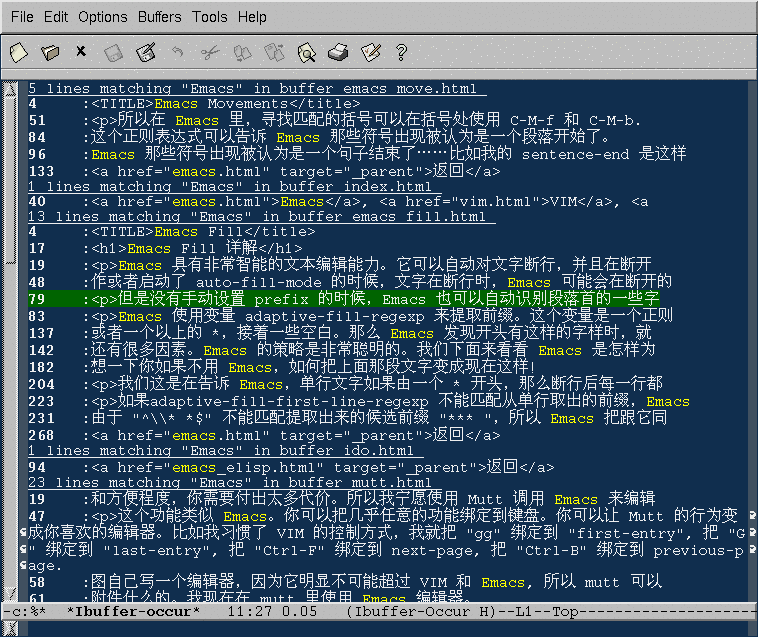 File Edit Options Buffers Tools Help
5 lines matching "Emacs" in buffer emacs_move.html
4 :<TITLE>Emacs Movements</title>
51 :<p>所以在 Emacs 里，寻找匹配的括号可以在括号处使用 C-M-f 和 C-M-b.
84 :这个正则表达式可以告诉 Emacs 那些符号出现被认为是一个段落开始了。
96 :Emacs 那些符号出现被认为是一个句子结束了……比如我的 sentence-end 是这样
133 :<a href="emacs.html" target="_parent">返回</a>
1 lines matching "Emacs" in buffer index.html
40 :<a href="emacs.html">Emacs</a>, <a href="vim.html">VIM</a>, <a
13 lines matching "Emacs" in buffer emacs_fill.html
4 :<TITLE>Emacs Fill</title>
17 :<h1>Emacs Fill 详解</h1>
19 :<p>Emacs 具有非常智能的文本编辑能力。它可以自动对文字断行，并且在断开
48 :作或者启动了 auto-fill-mode 的时候，文字在断行时，Emacs 可能会在断开的
79 :<p>但是没有手动设置 prefix 的时候，Emacs 也可以自动识别段落首的一些字
83 :<p>Emacs 使用变量 adaptive-fill-regexp 来提取前缀。这个变量是一个正则
137 :或者一个以上的 *，接着一些空白。那么 Emacs 发现开头有这样的字样时，就
142 :还有很多因素。Emacs 的策略是非常聪明的。我们下面来看看 Emacs 是怎样为
182 :想一下你如果不用 Emacs，如何把上面那段文字变成现在这样！
204 :<p>我们这是在告诉 Emacs，单行文字如果由一个 * 开头，那么断行后每一行都
223 :<p>如果adaptive-fill-first-line-regexp 不能匹配从单行取出的前缀，Emacs
231 :由于 "^\\* *$" 不能匹配提取出来的候选前缀 "*** "，所以 Emacs 把跟它同
268 :<a href="emacs.html" target="_parent">返回</a>
1 lines matching "Emacs" in buffer ido.html
94 :<a href="emacs_elisp.html" target="_parent">返回</a>
23 lines matching "Emacs" in buffer mutt.html
19 :和方便程度，你需要付出太多代价。所以我宁愿使用 Mutt 调用 Emacs 来编辑
47 :<p>这个功能类似 Emacs。你可以把几乎任意的功能绑定到键盘。你可以让 Mutt 的行为变
成你喜欢的编辑器。比如我习惯了 VIM 的控制方式，我就把 "gg" 绑定到 "first-entry", 把 "G
" 绑定到 "last-entry", 把 "Ctrl-F" 绑定到 next-page, 把 "Ctrl-B" 绑定到 previous-p
age.
58 :图自己写一个编辑器，因为它明显不可能超过 VIM 和 Emacs, 所以 mutt 可以
61 :附件什么的。我现在在 mutt 里使用 Emacs 编辑器。
-c:%* *Ibuffer-occur* 11:27 0.05 (Ibuffer-Occur H)--L1--Top--------------------